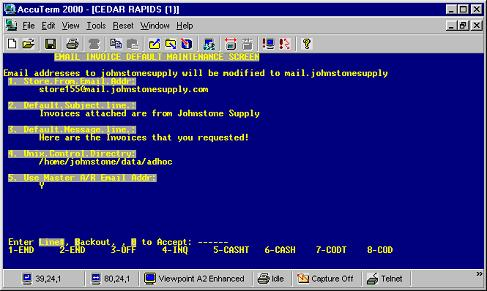 AccuTerm 2000 - [CEDAR RAPIDS (1)]
File Edit View Tools Reset Window Help
EMAIL INVOICE DEFAULT MAINTENANCE SCREEN
Email addresses to johnstonesupply will be modified to mail.johnstonesupply
1. Store.From.Email.Addr:
store155@mail.johnstonesupply.com
2. Default.Subject.line.:
Invoices attached are from Johnstone Supply
3. Default.Message.line.:
Here are the Invoices that you requested!
4. Unix.Control.Directory:
/home/johnstone/data/adhoc
5. Use Master A/R Email Addr:
Y
Enter Line#, Backout, , 0 to Accept: ------
1-END 2-END 3-OFF 4-INQ 5-CASHT 6-CASH 7-CODT 8-COD
39,24,1 80,24,1 Viewpoint A2 Enhanced Idle Capture Off Telnet